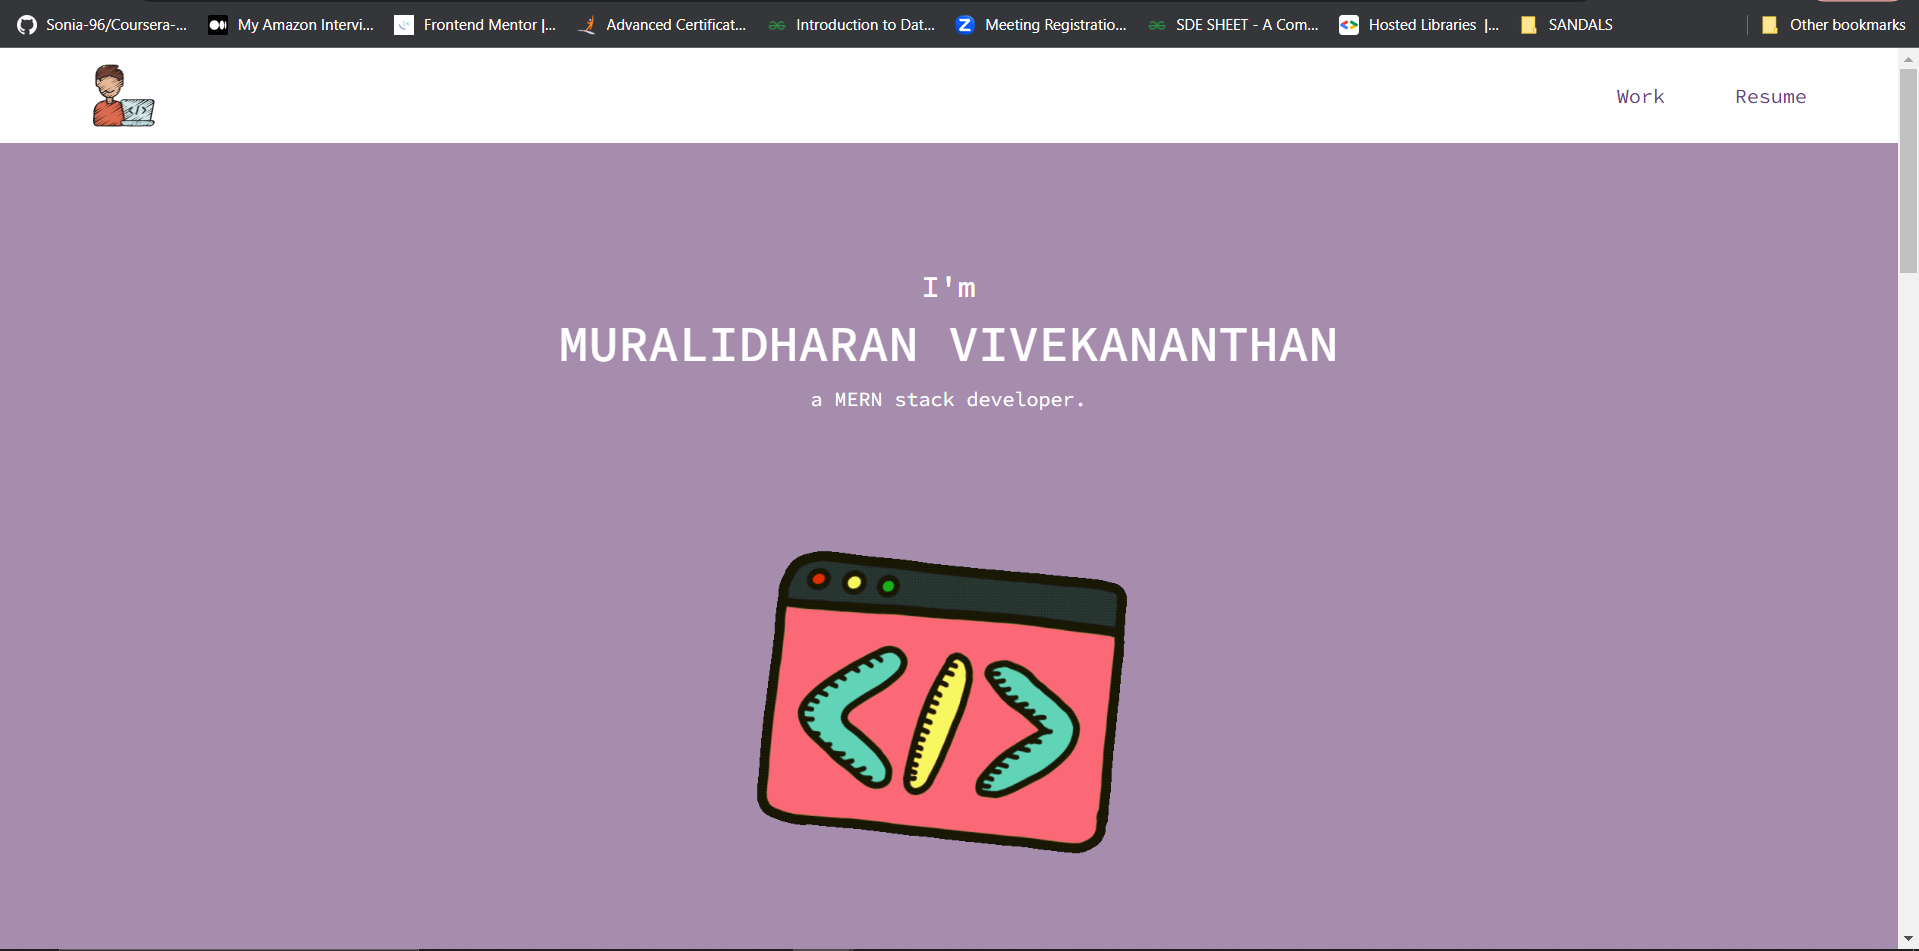 Sonia-96/Coursera-... My Amazon Intervi... Frontend Mentor |... Advanced Certificat... Introduction to Dat... Meeting Registratio... SDE SHEET - A Com... Hosted Libraries |... SANDALS Other bookmarks
Work Resume
I'm
MURALIDHARAN VIVEKANANTHAN
a MERN stack developer.